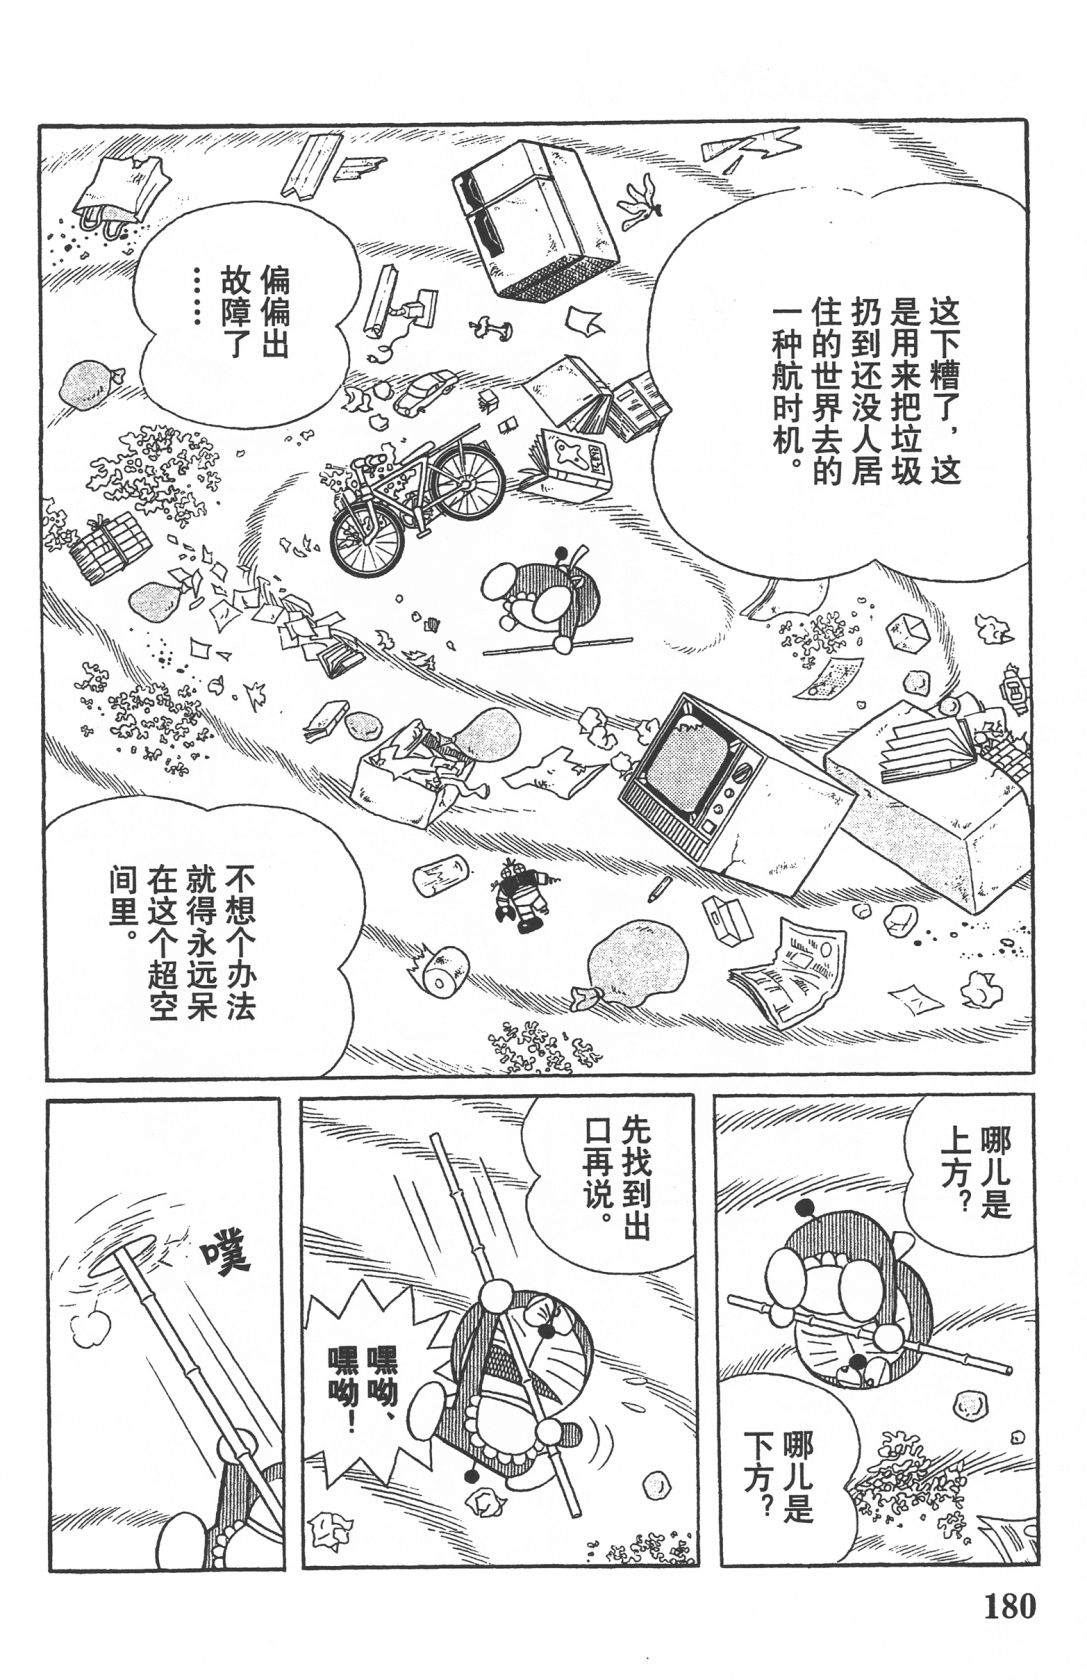 这下糟了，这
是用来把垃圾
扔到还没人居
住的世界去的
一种航时机。
偏偏出
故障了
……
不想个办法
就得永远呆
在这个超空
间里。
哪儿是
上方？
哪儿是
下方？
先找到出
口再说。
嘿呦、
嘿呦！
噗
180